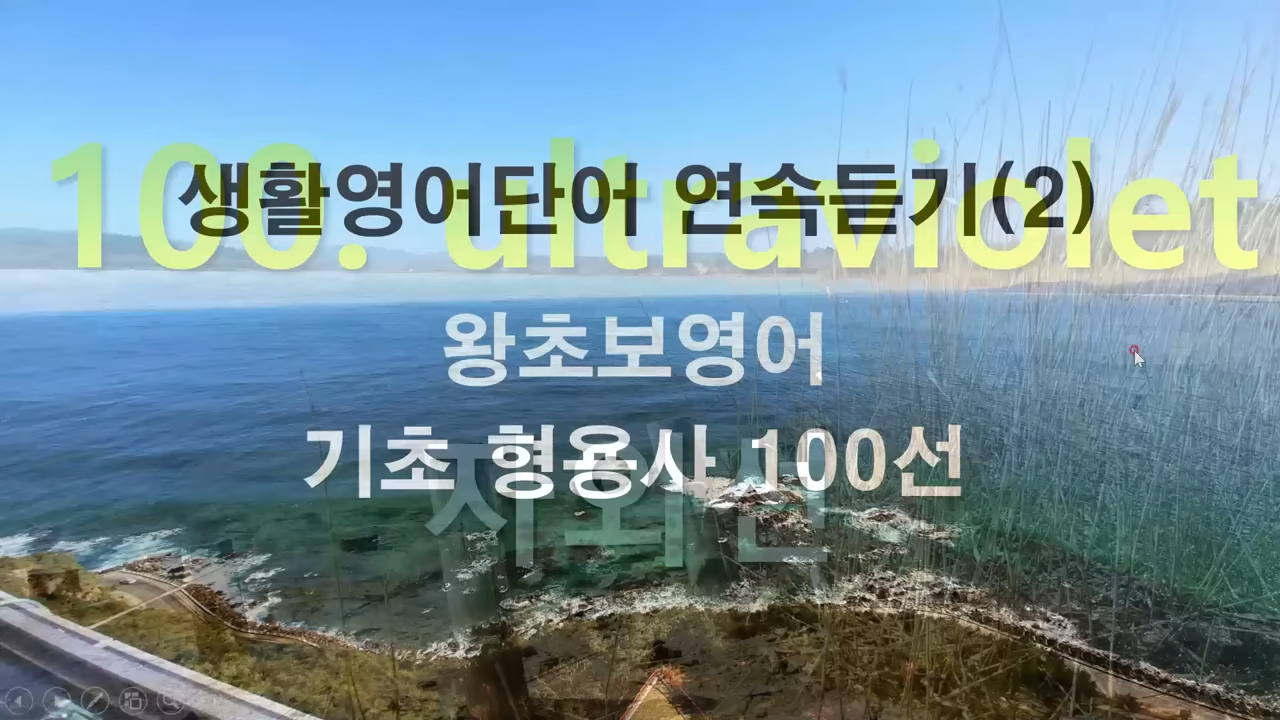 100. ultraviolet
생활영어단어 연속듣기(2)
왕초보영어
기초 형용사 100선
자외선